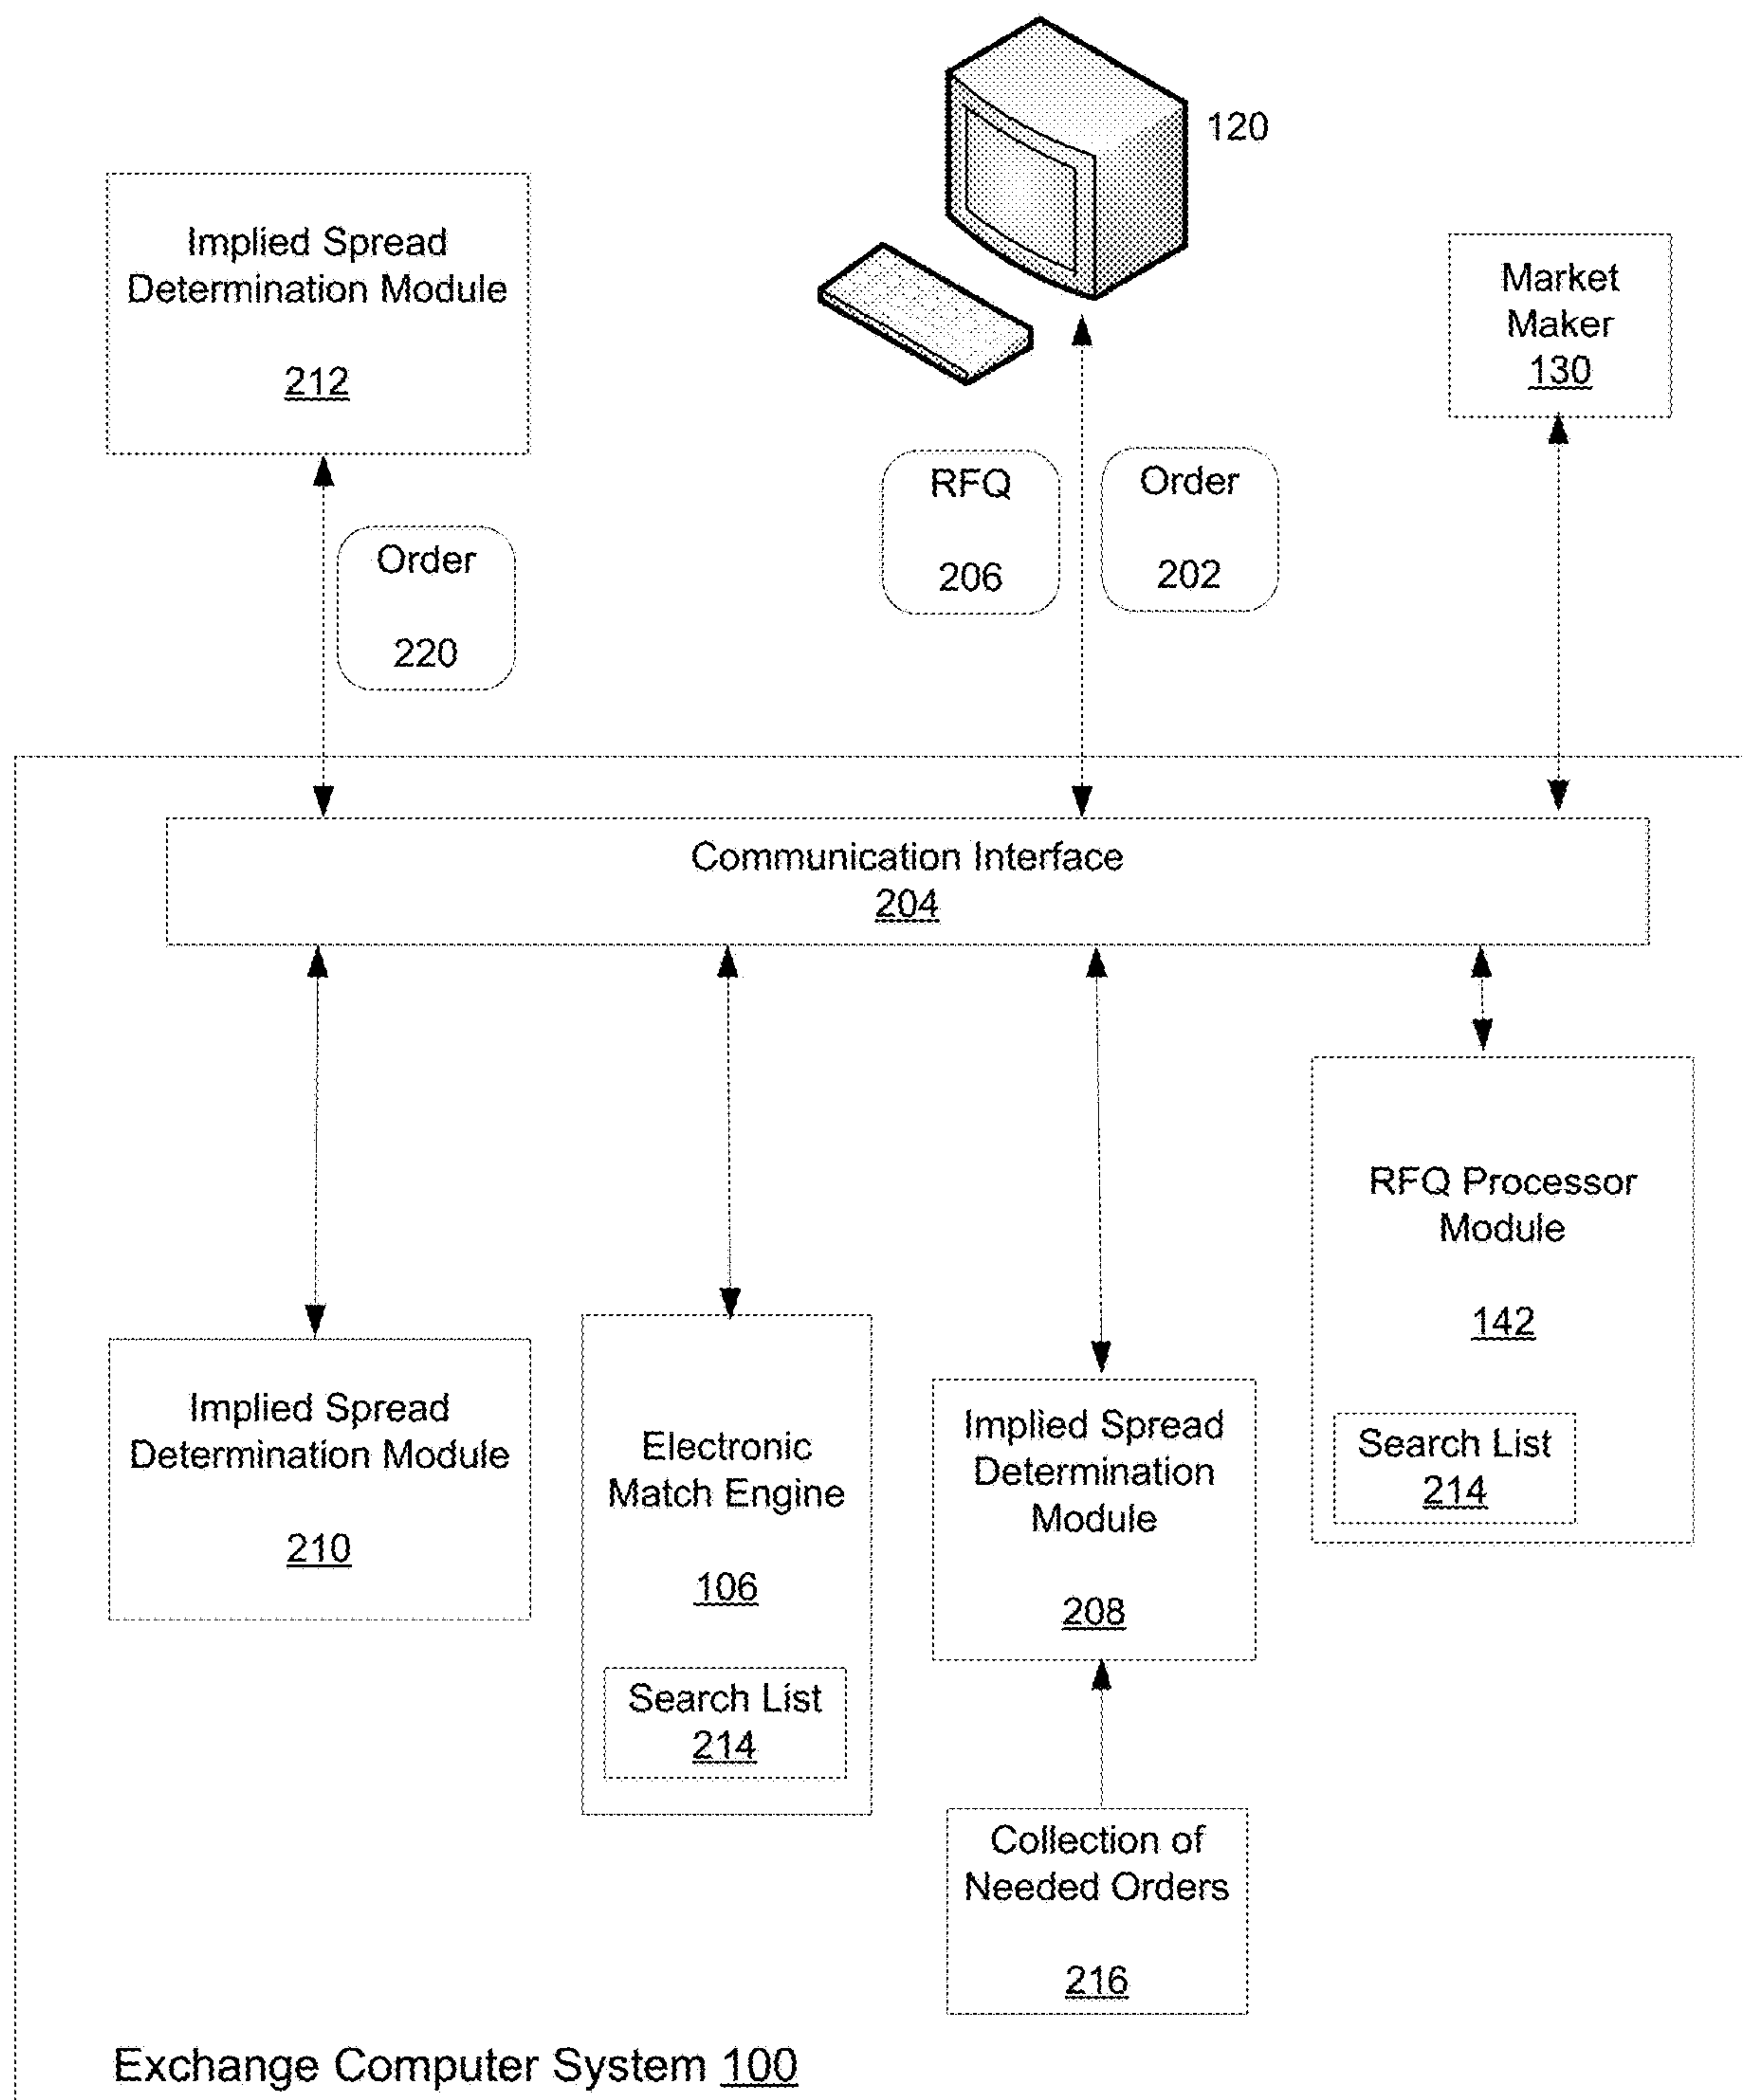 120
Implied Spread
Determination Module
212
Market
Maker
130
RFQ
206
Order
202
Order
220
Communication Interface
204
RFQ Processor
Module
142
Search List
214
Implied Spread
Determination Module
210
Electronic
Match Engine
106
Search List
214
Implied Spread
Determination
Module
208
Collection of
Needed Orders
216
Exchange Computer System 100